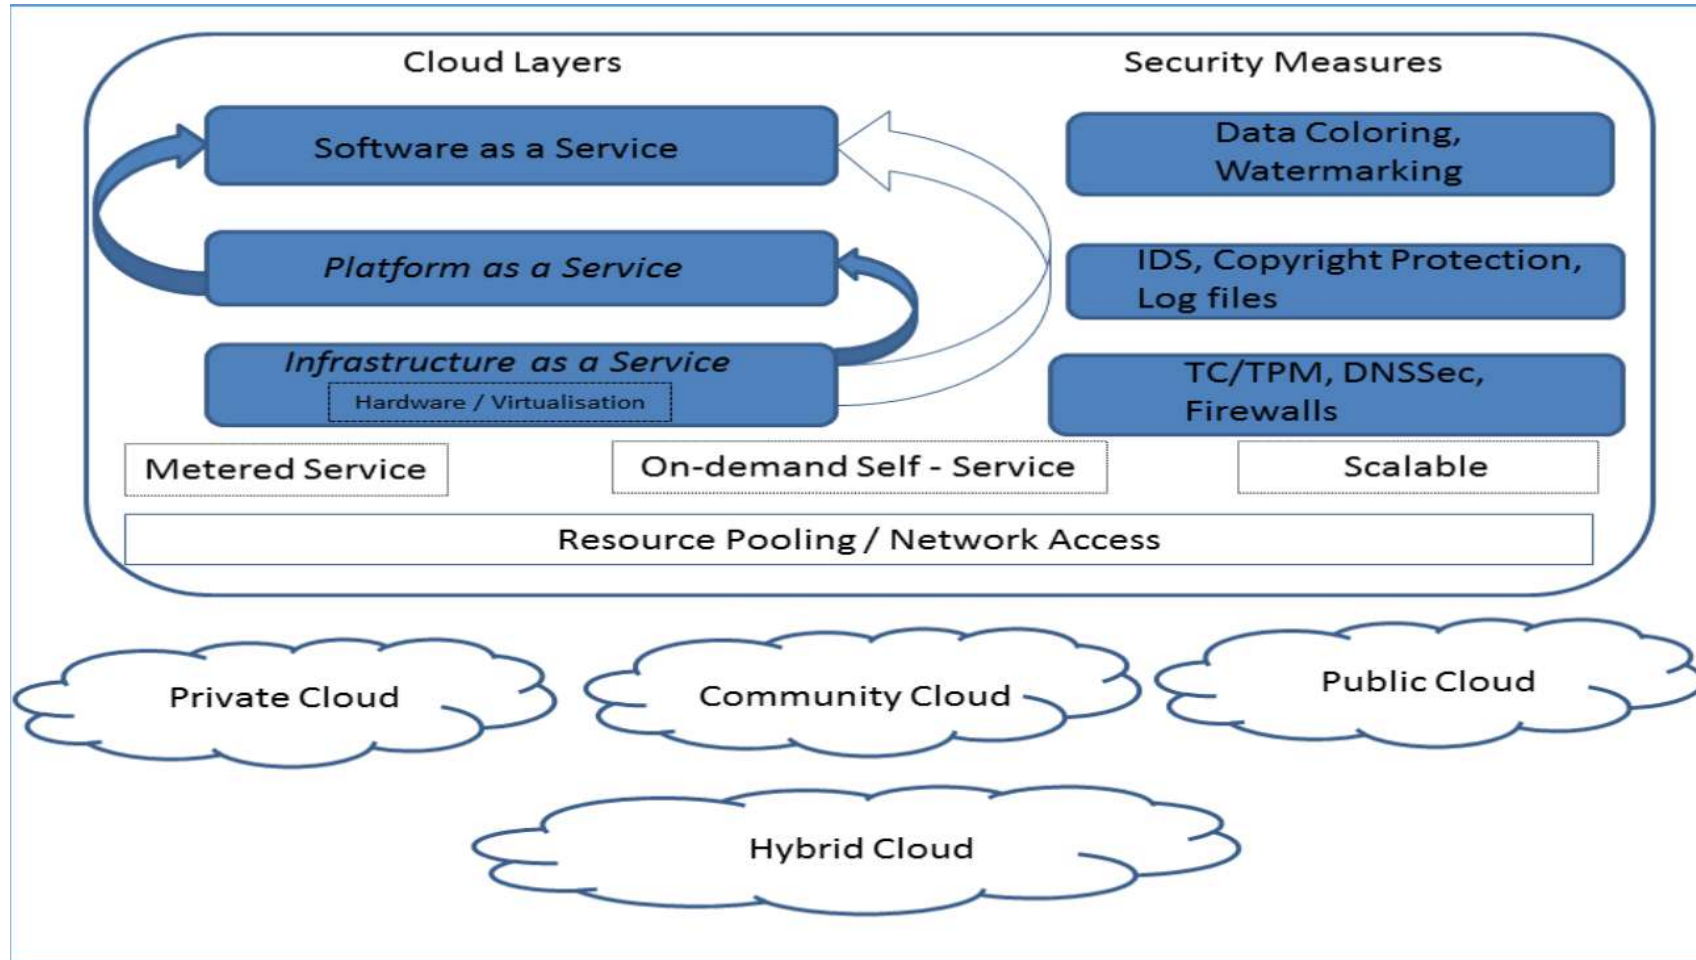 Cloud Layers
Security Measures
Software as a Service
Data Coloring,
Watermarking
Platform as a Service
IDS, Copyright Protection,
Log files
Infrastructure as a Service
Hardware / Virtualisation
TC/TPM, DNSSec,
Firewalls
Metered Service
On-demand Self - Service
Scalable
Resource Pooling / Network Access
Private Cloud
Community Cloud
Public Cloud
Hybrid Cloud